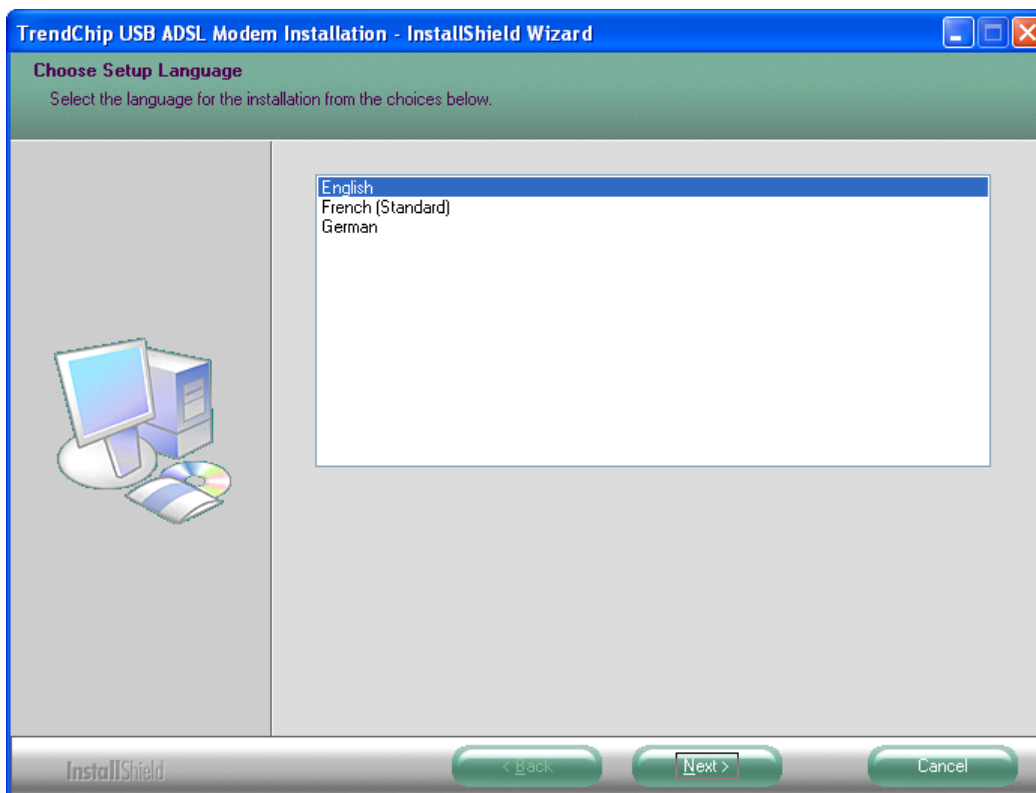 TrendChip USB ADSL Modem Installation - InstallShield Wizard
Choose Setup Language
Select the language for the installation from the choices below.
English
French (Standard)
German
InstallShield
< Back
Next >
Cancel